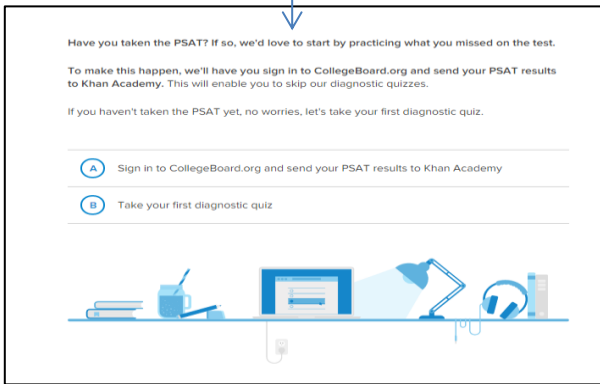 Have you taken the PSAT? If so, we'd love to start by practicing what you missed on the test.
To make this happen, we'll have you sign in to CollegeBoard.org and send your PSAT results
to Khan Academy. This will enable you to skip our diagnostic quizzes.
If you haven't taken the PSAT yet, no worries, let's take your first diagnostic quiz.
A Sign in to CollegeBoard.org and send your PSAT results to Khan Academy
B Take your first diagnostic quiz